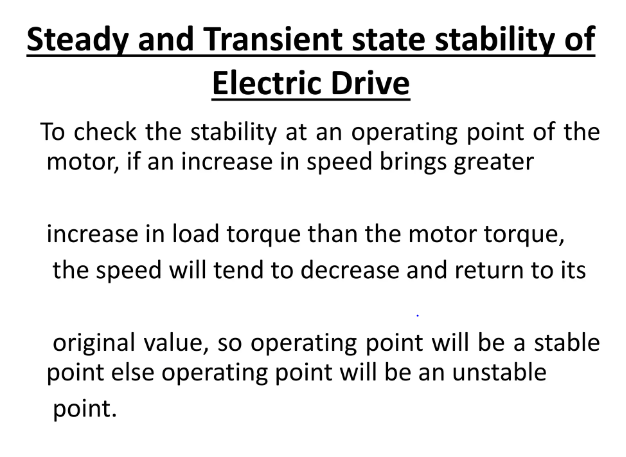 Steady and Transient state stability of
Electric Drive
To check the stability at an operating point of the
motor, if an increase in speed brings greater
increase in load torque than the motor torque,
the speed will tend to decrease and return to its
original value, so operating point will be a stable
point else operating point will be an unstable
point.